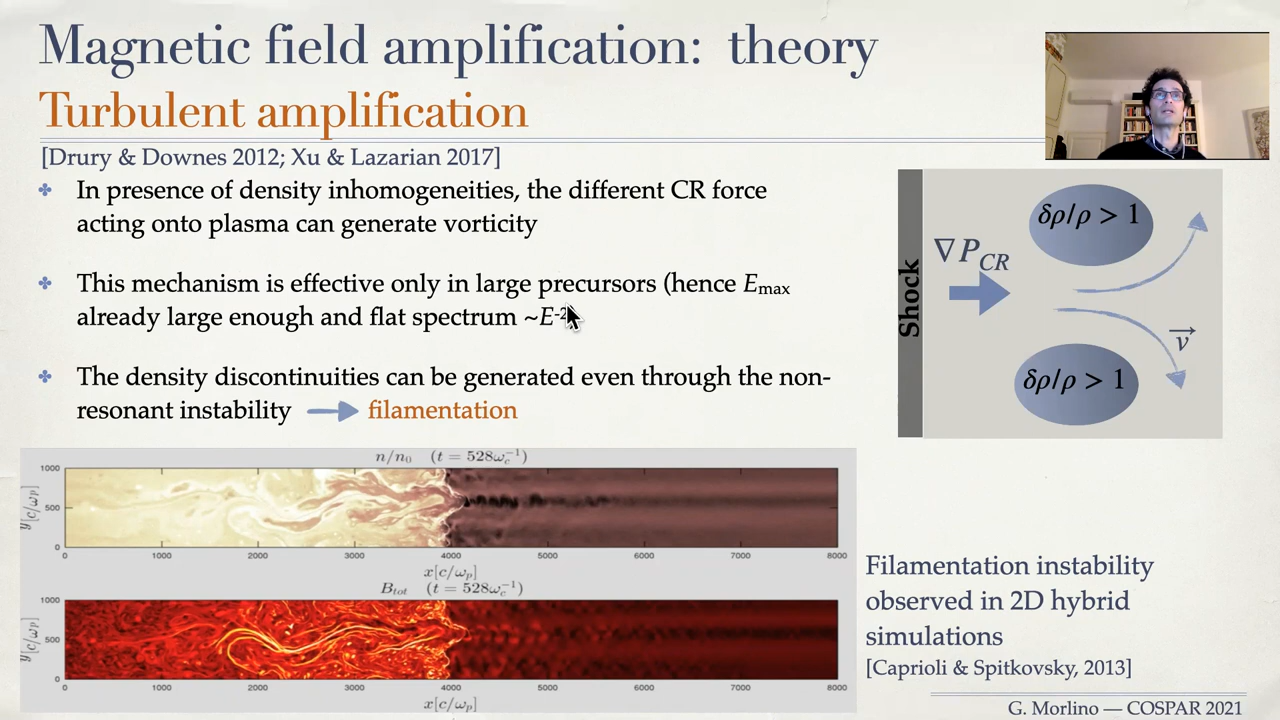 Magnetic field amplification: theory
Turbulent amplification
[Drury & Downes 2012; Xu & Lazarian 2017]
In presence of density inhomogeneities, the different CR force
acting onto plasma can generate vorticity
This mechanism is effective only in large precursors (hence Emax
already large enough and flat spectrum ~E-2
The density discontinuities can be generated even through the non-
resonant instability
filamentation
Shock
∇ PCR
δρ/ρ > 1
δρ/ρ > 1
v⃗
n/n0 (t = 528ωc⁻¹)
1000
500
0
y[c/ωp]
0 1000 2000 3000 4000 5000 6000 7000 8000
x[c/ωp]
Btot (t = 528ωc⁻¹)
1000
500
0
y[c/ωp]
0 1000 2000 3000 4000 5000 6000 7000 8000
x[c/ωp]
Filamentation instability
observed in 2D hybrid
simulations
[Caprioli & Spitkovsky, 2013]
G. Morlino — COSPAR 2021